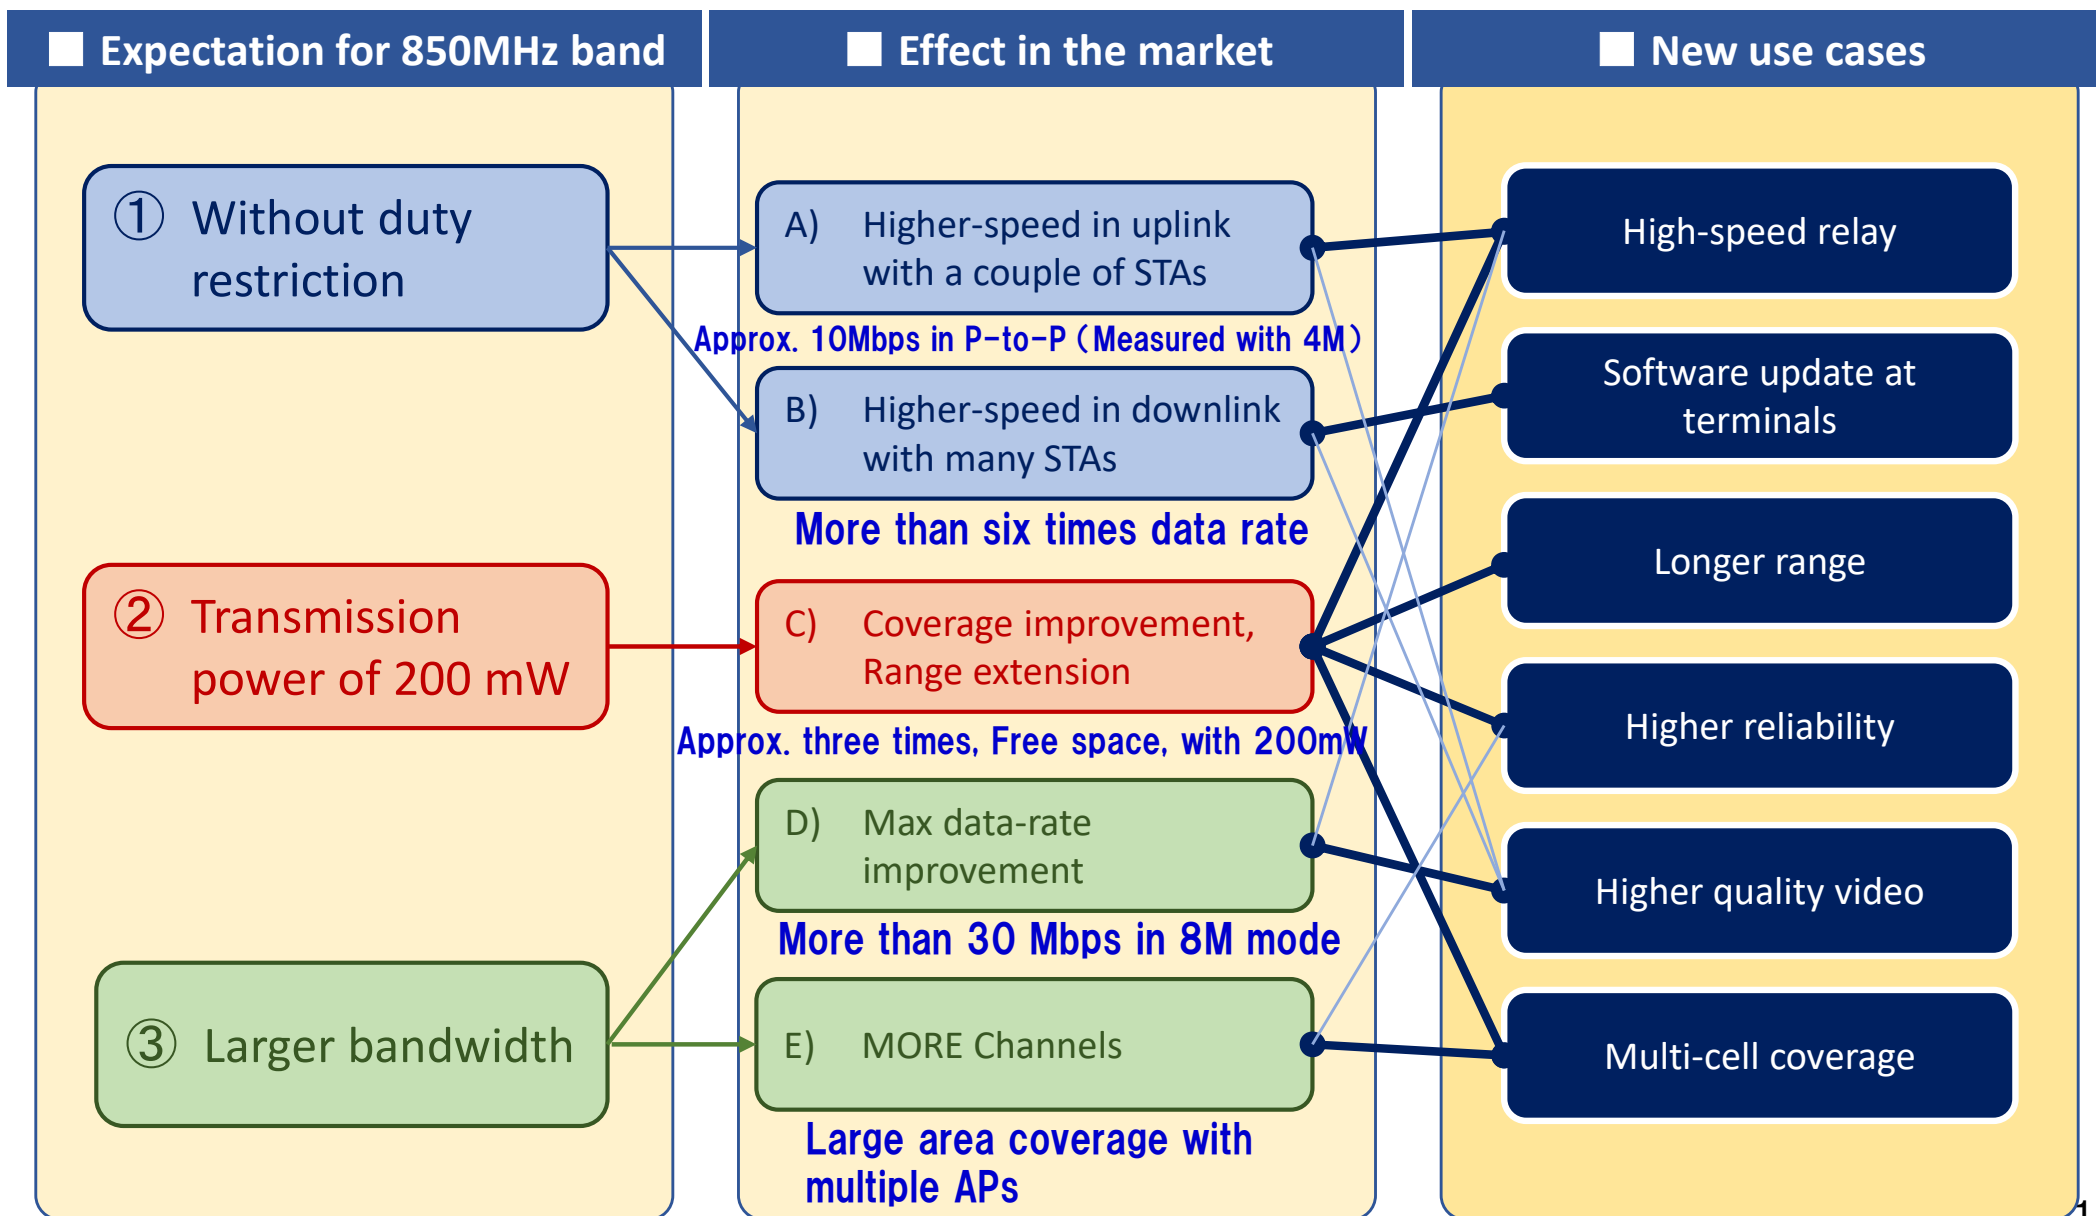 ■ Expectation for 850MHz band
■ Effect in the market
■ New use cases
① Without duty
restriction
② Transmission
power of 200 mW
③ Larger bandwidth
A) Higher-speed in uplink
with a couple of STAs
Approx. 10Mbps in P-to-P (Measured with 4M)
B) Higher-speed in downlink
with many STAs
More than six times data rate
C) Coverage improvement,
Range extension
Approx. three times, Free space, with 200mW
D) Max data-rate
improvement
More than 30 Mbps in 8M mode
E) MORE Channels
Large area coverage with
multiple APs
High-speed relay
Software update at
terminals
Longer range
Higher reliability
Higher quality video
Multi-cell coverage
1